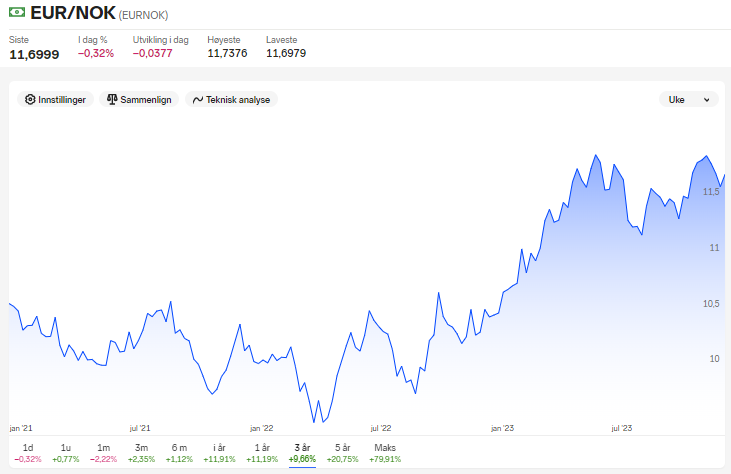 EUR/NOK (EURNOK)
Siste I dag % Utvikling i dag Høyeste Laveste
11,6999 −0,32% −0,0377 11,7376 11,6979
Innstillinger Sammenlign Teknisk analyse Uke
11,5
11
10,5
10
jan '21 jul '21 jan '22 jul '22 jan '23 jul '23
1d 1u 1m 3m 6 m i år 1 år 3 år 5 år Maks
−0,32% +0,77% −2,22% +2,35% +1,12% +11,91% +11,19% +9,66% +20,75% +79,91%